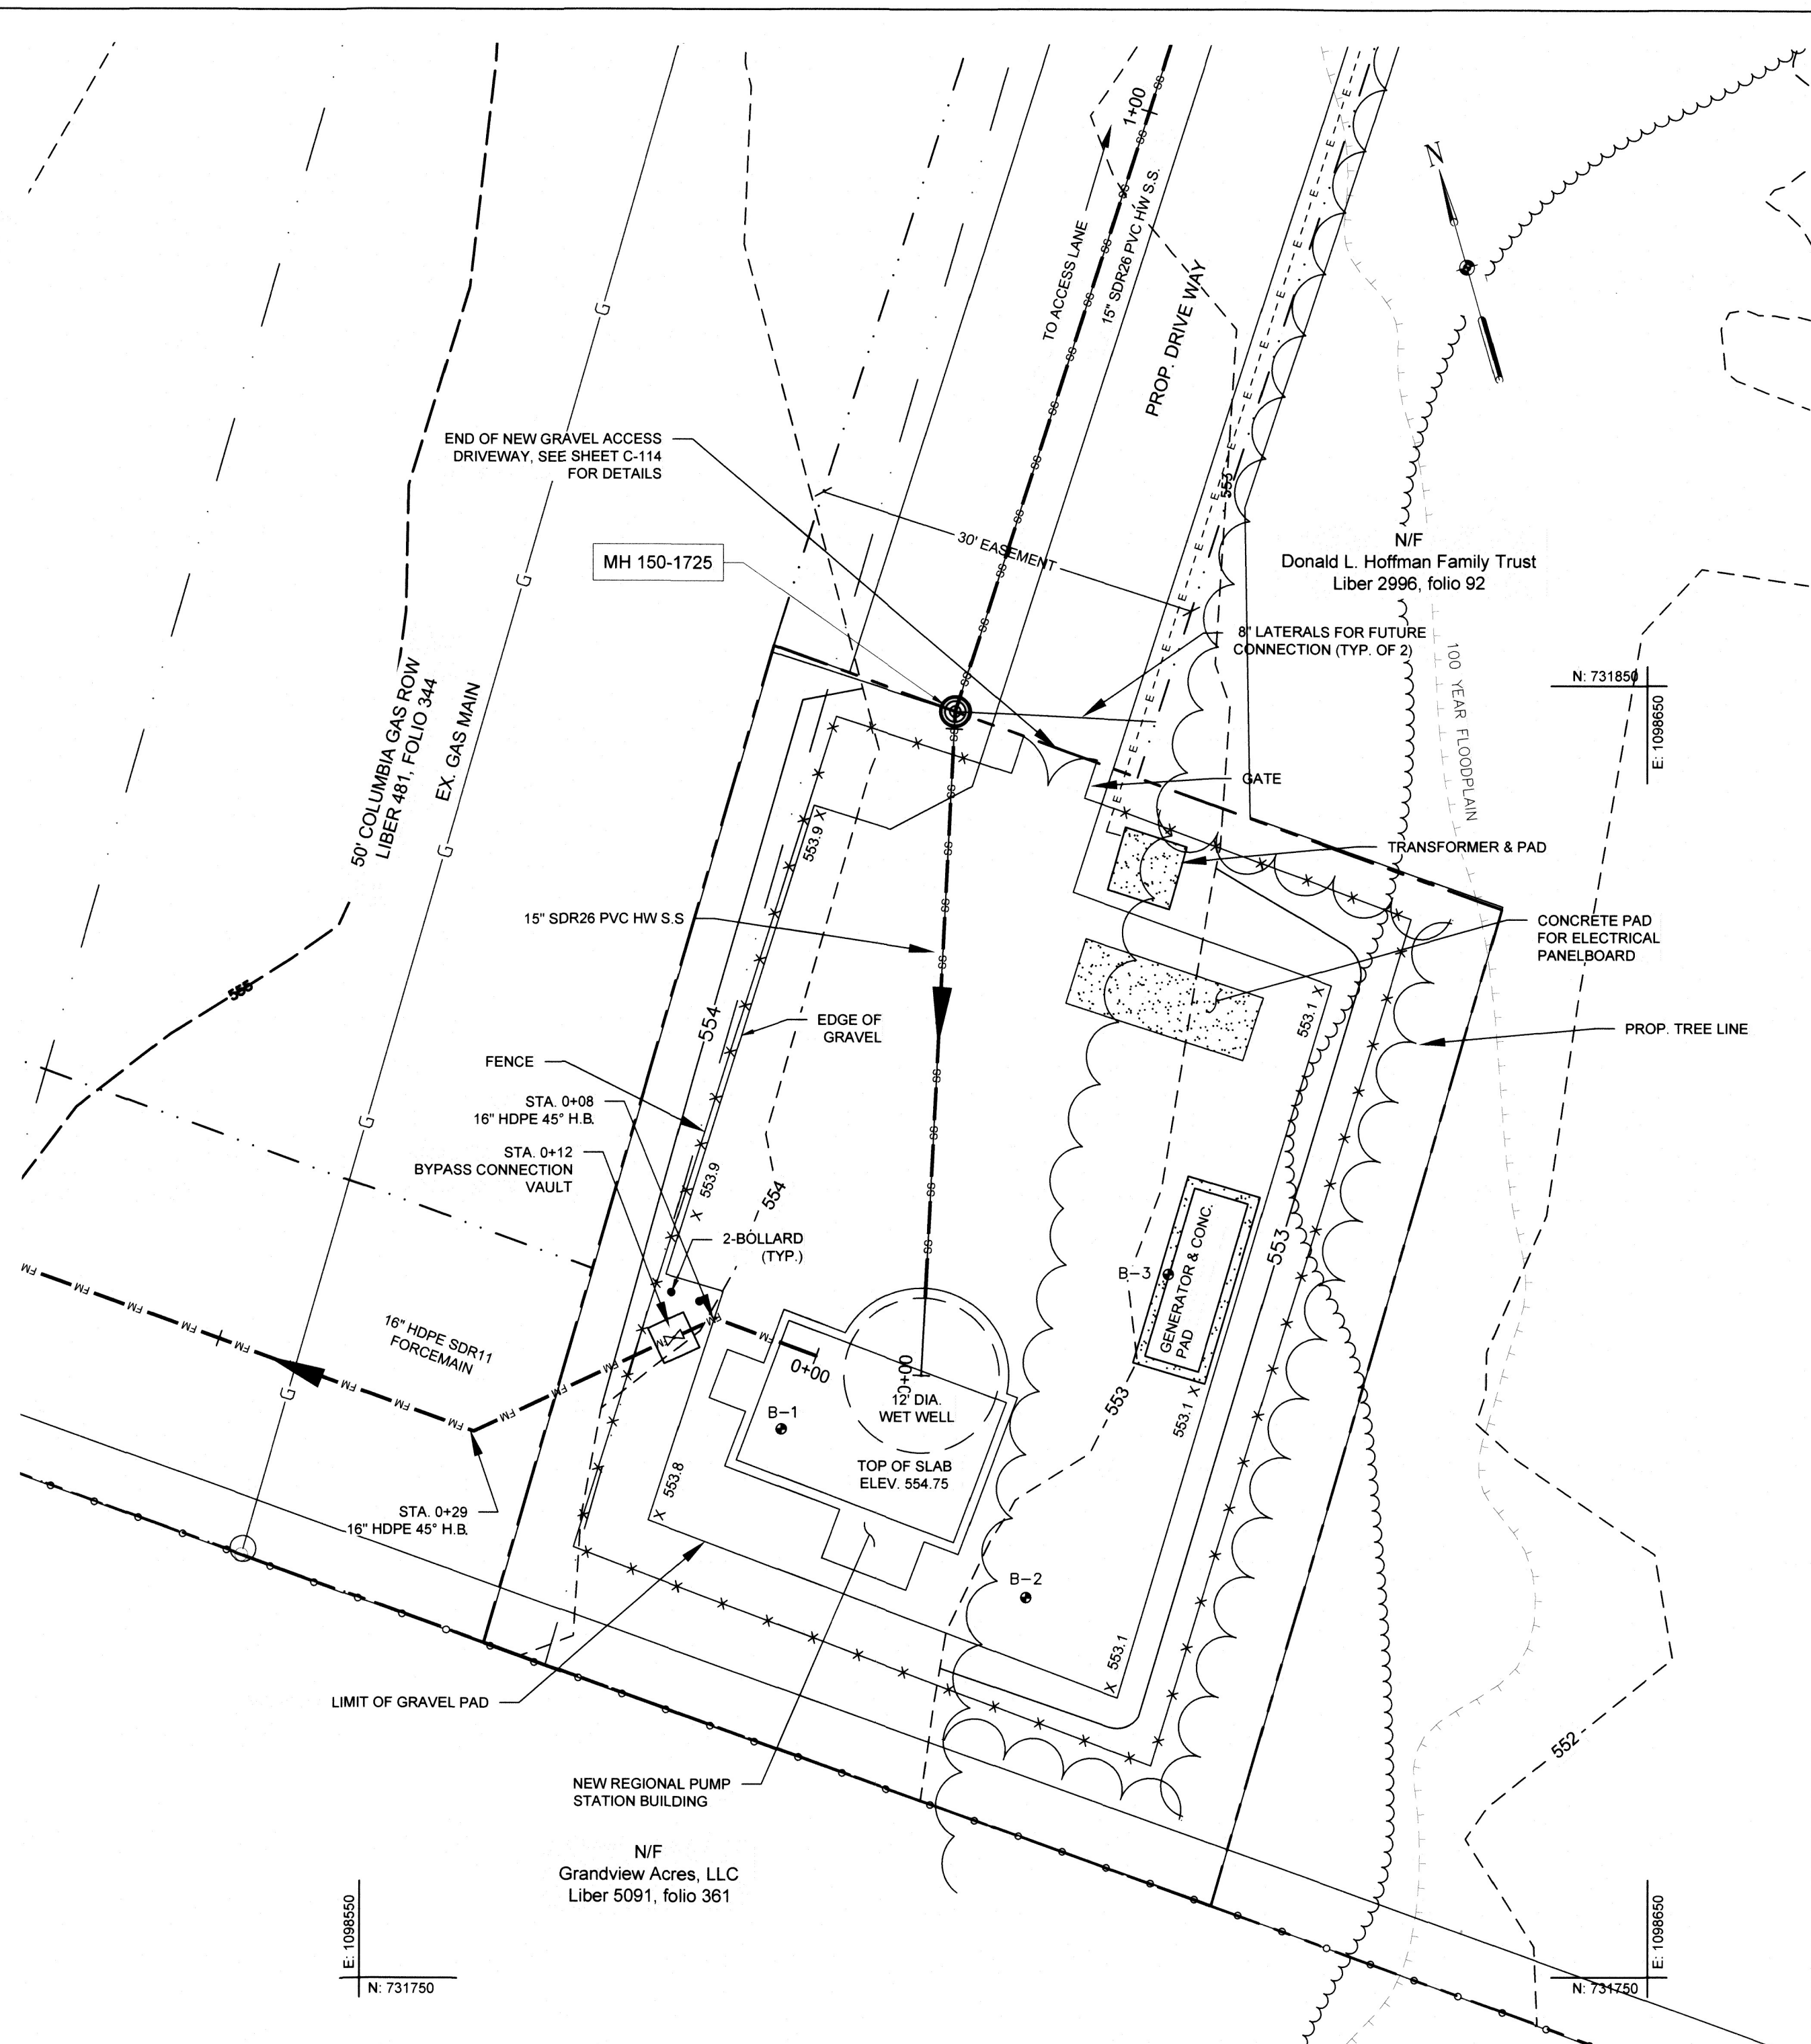 1+00
N
TO ACCESS LANE
15" SDR26 PVC HW S.S.
PROP. DRIVE WAY
G
END OF NEW GRAVEL ACCESS
DRIVEWAY, SEE SHEET C-114
FOR DETAILS
553
30' EASEMENT
MH 150-1725
N/F
Donald L. Hoffman Family Trust
Liber 2996, folio 92
8" LATERALS FOR FUTURE
CONNECTION (TYP. OF 2)
100 YEAR FLOODPLAIN
N: 731850
E: 1098650
50' COLUMBIA GAS ROW
LIBER 4481, FOLIO 344
EX. GAS MAIN
GATE
553.9
TRANSFORMER & PAD
15" SDR26 PVC HW S.S
CONCRETE PAD
FOR ELECTRICAL
PANELBOARD
555
554
EDGE OF
GRAVEL
553.1
PROP. TREE LINE
FENCE
STA. 0+08
16" HDPE 45° H.B.
STA. 0+12
BYPASS CONNECTION
VAULT
553.9
554
2-BOLLARD
(TYP.)
B-3
GENERATOR & CONC.
PAD
553
16" HDPE SDR11
FORCEMAIN
FM
SS
E
0+00
0+00
12' DIA.
WET WELL
B-1
TOP OF SLAB
ELEV. 554.75
553
553.1
553.8
STA. 0+29
16" HDPE 45° H.B.
B-2
553.1
LIMIT OF GRAVEL PAD
NEW REGIONAL PUMP
STATION BUILDING
552
N/F
Grandview Acres, LLC
Liber 5091, folio 361
E: 1098550
N: 731750
E: 1098650
N: 731750